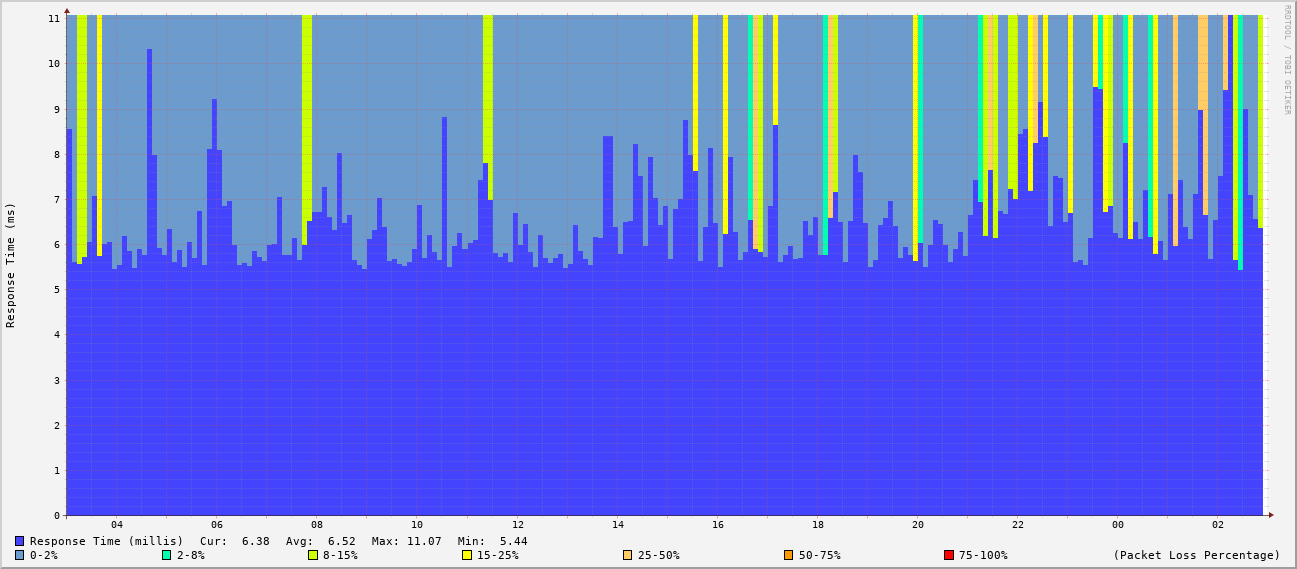 RRDTOOL / TOBI OETIKER
Response Time (ms)
11
10
9
8
7
6
5
4
3
2
1
0
04 06 08 10 12 14 16 18 20 22 00 02
Response Time (millis) Cur: 6.38 Avg: 6.52 Max: 11.07 Min: 5.44
0-2% 2-8% 8-15% 15-25% 25-50% 50-75% 75-100% (Packet Loss Percentage)